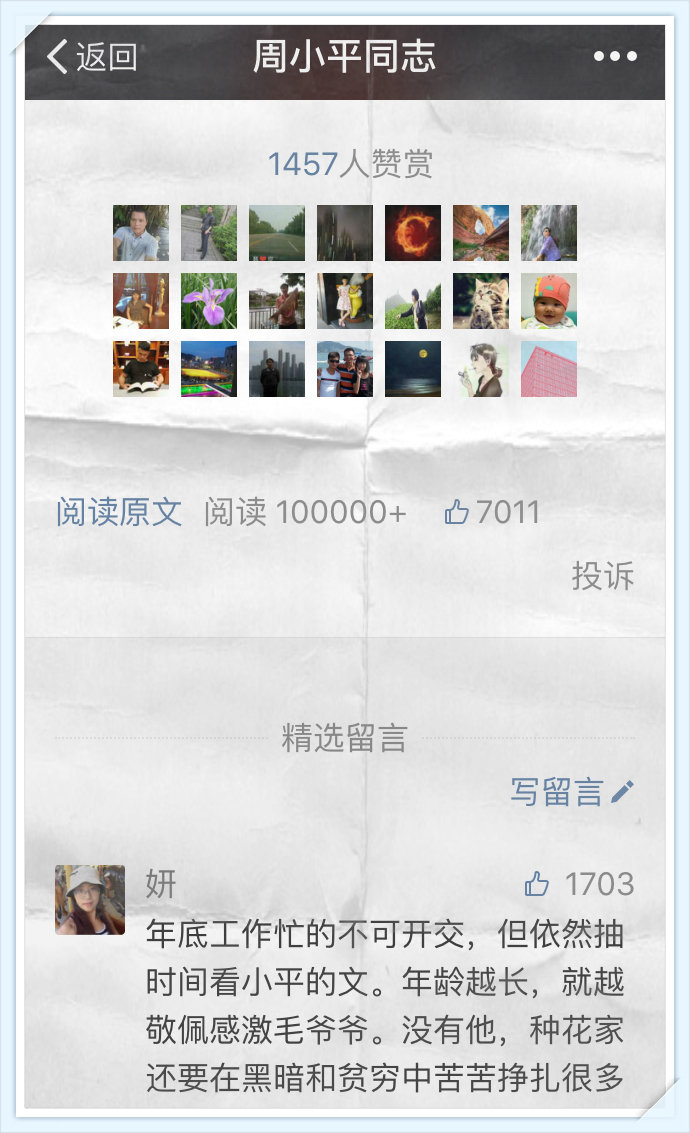 返回
周小平同志
1457人赞赏
阅读原文 阅读 100000+ 7011
投诉
精选留言
写留言
妍 1703
年底工作忙的不可开交，但依然抽
时间看小平的文。年龄越长，就越
敬佩感激毛爷爷。没有他，种花家
还要在黑暗和贫穷中苦苦挣扎很多